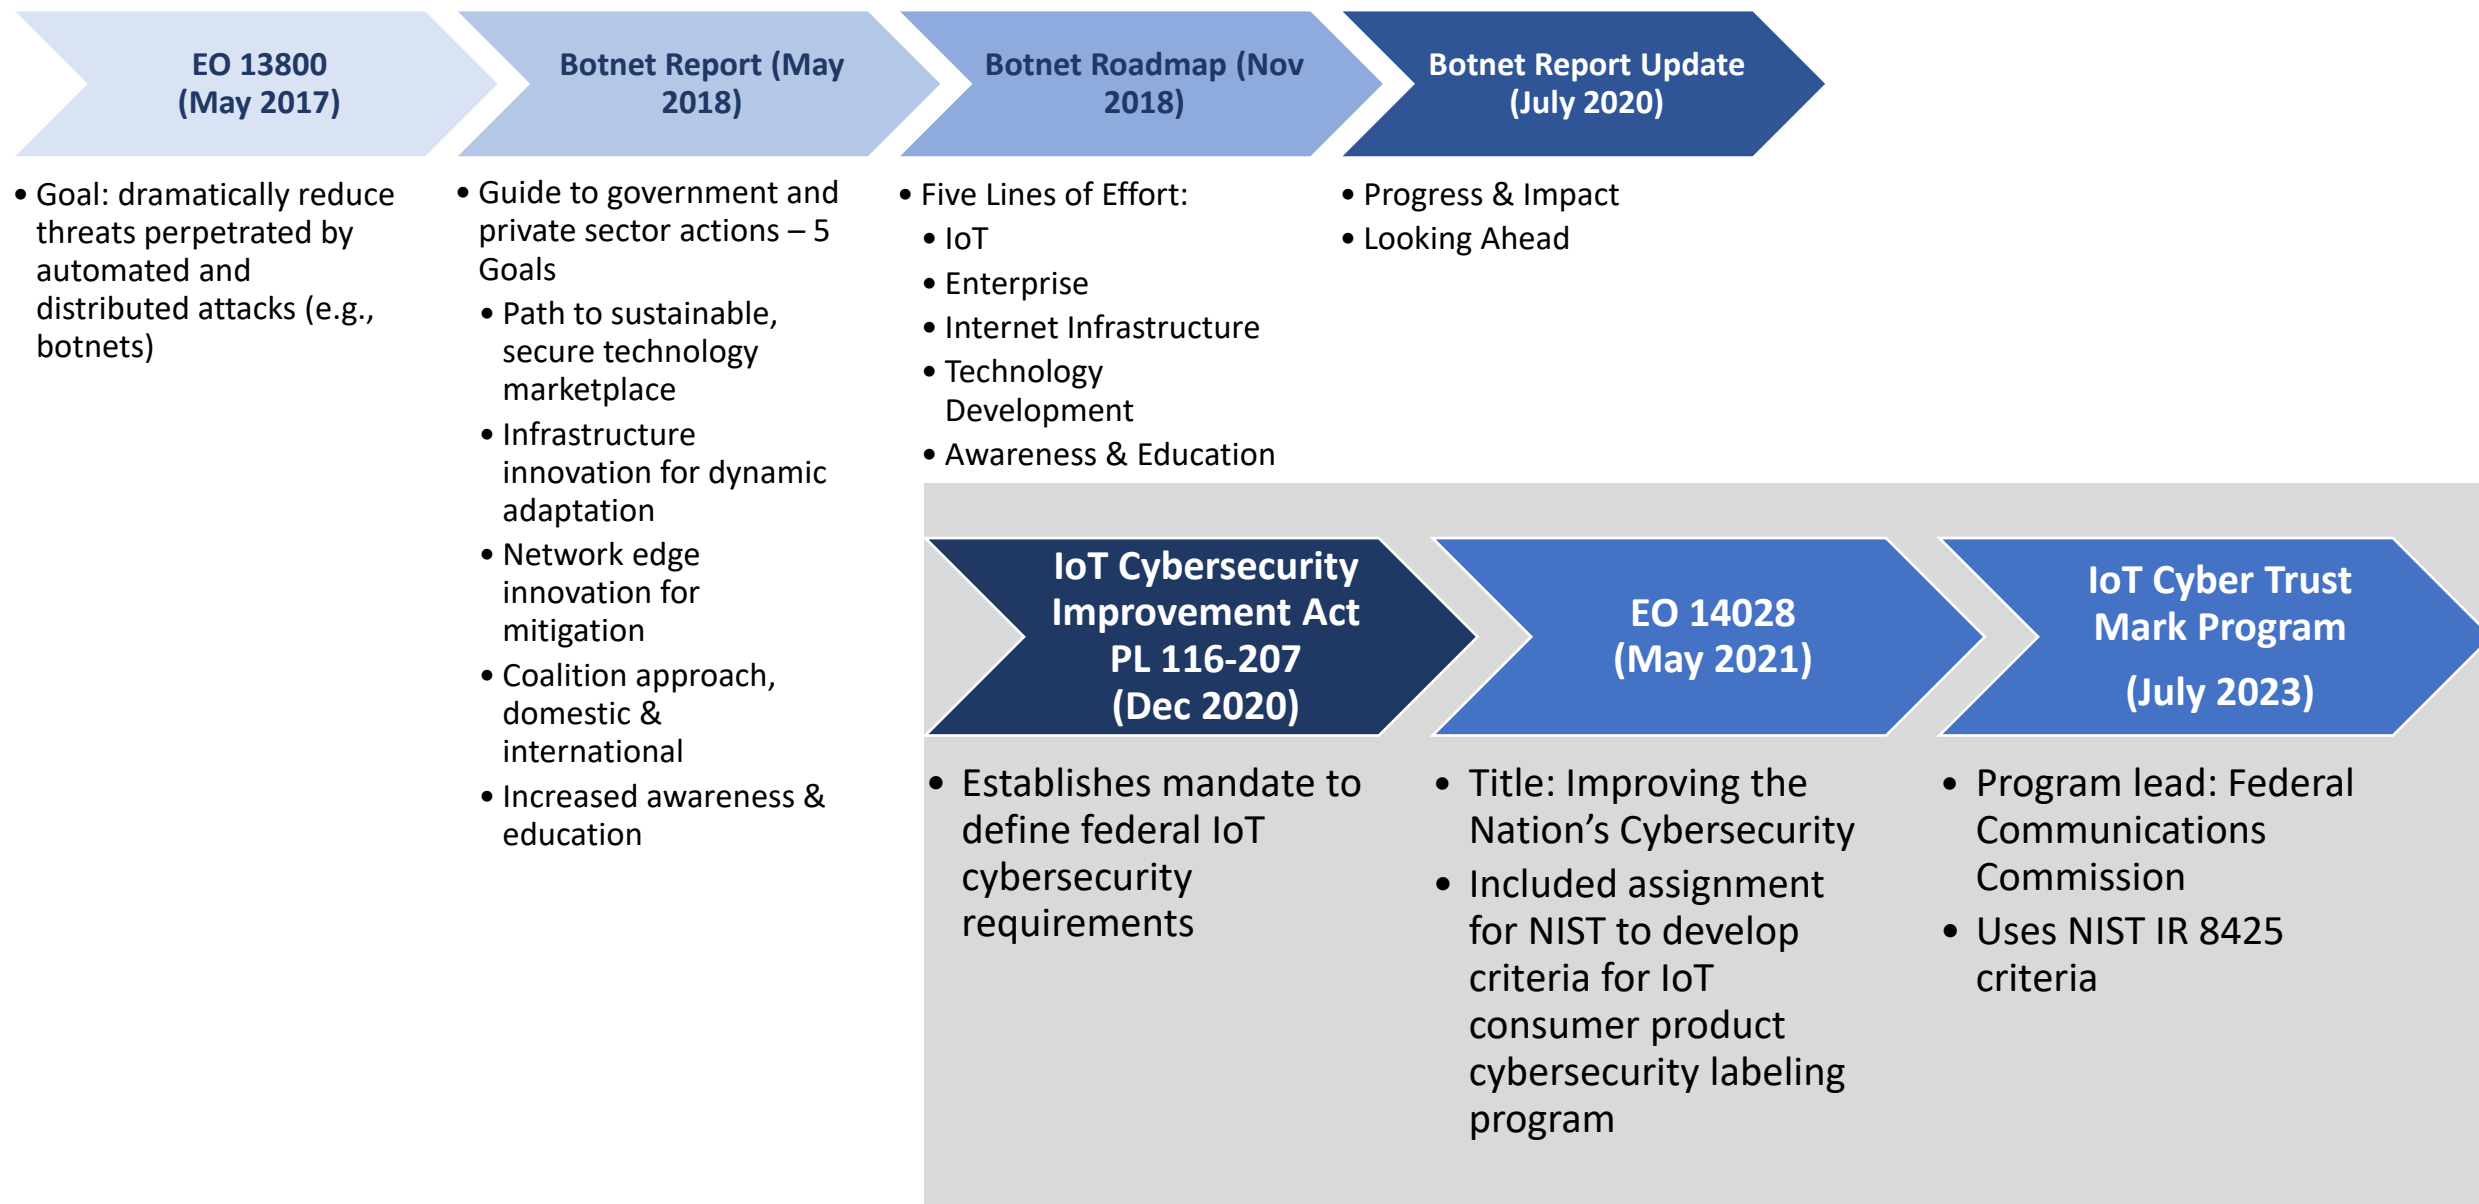 EO 13800
(May 2017)
• Goal: dramatically reduce
threats perpetrated by
automated and
distributed attacks (e.g.,
botnets)
Botnet Report (May
2018)
• Guide to government and
private sector actions – 5
Goals
• Path to sustainable,
secure technology
marketplace
• Infrastructure
innovation for dynamic
adaptation
• Network edge
innovation for
mitigation
• Coalition approach,
domestic &
international
• Increased awareness &
education
Botnet Roadmap (Nov
2018)
• Five Lines of Effort:
• IoT
• Enterprise
• Internet Infrastructure
• Technology
Development
• Awareness & Education
Botnet Report Update
(July 2020)
• Progress & Impact
• Looking Ahead
IoT Cybersecurity
Improvement Act
PL 116-207
(Dec 2020)
• Establishes mandate to
define federal IoT
cybersecurity
requirements
EO 14028
(May 2021)
• Title: Improving the
Nation’s Cybersecurity
• Included assignment
for NIST to develop
criteria for IoT
consumer product
cybersecurity labeling
program
IoT Cyber Trust
Mark Program
(July 2023)
• Program lead: Federal
Communications
Commission
• Uses NIST IR 8425
criteria